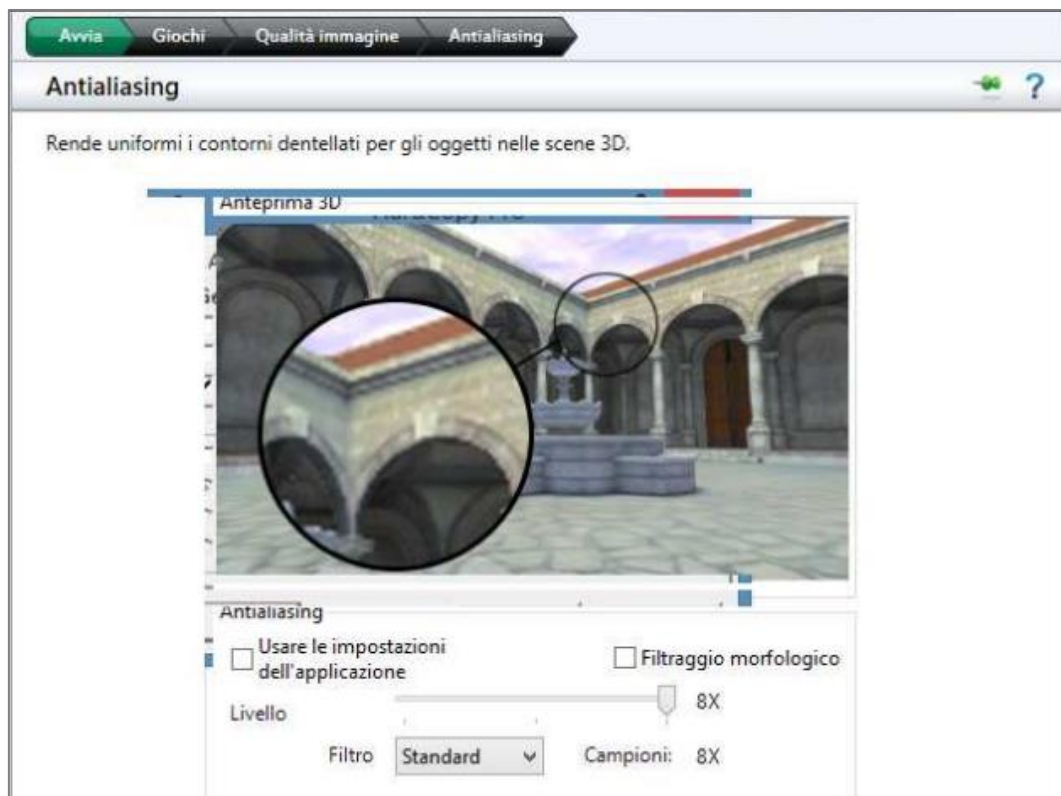 Avvia Giochi Qualità immagine Antialiasing
Antialiasing ?
Rende uniformi i contorni dentellati per gli oggetti nelle scene 3D.
Anteprima 3D
Antialiasing
Usare le impostazioni
dell'applicazione
Filtraggio morfologico
Livello 8X
Filtro Standard Campioni: 8X